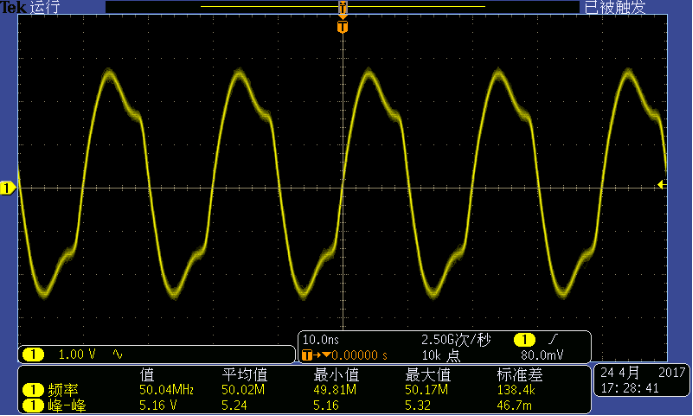 Tek 运行 已被触发
T
T
1
1 1.00 V
10.0ns 2.50G次/秒 1
T→▼0.00000 s 10k 点 80.0mV
值 平均值 最小值 最大值 标准差
1 频率 50.04MHz 50.02M 49.81M 50.17M 138.4k
1 峰-峰 5.16 V 5.24 5.16 5.32 46.7m
24 4月 2017
17:28:41